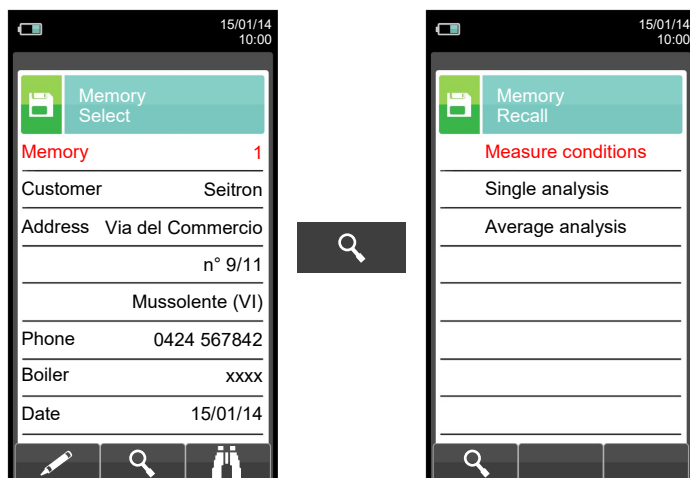 15/01/14
10:00
Memory
Select
Memory 1
Customer Seitron
Address Via del Commercio
n° 9/11
Mussolente (VI)
Phone 0424 567842
Boiler xxxx
Date 15/01/14
15/01/14
10:00
Memory
Recall
Measure conditions
Single analysis
Average analysis